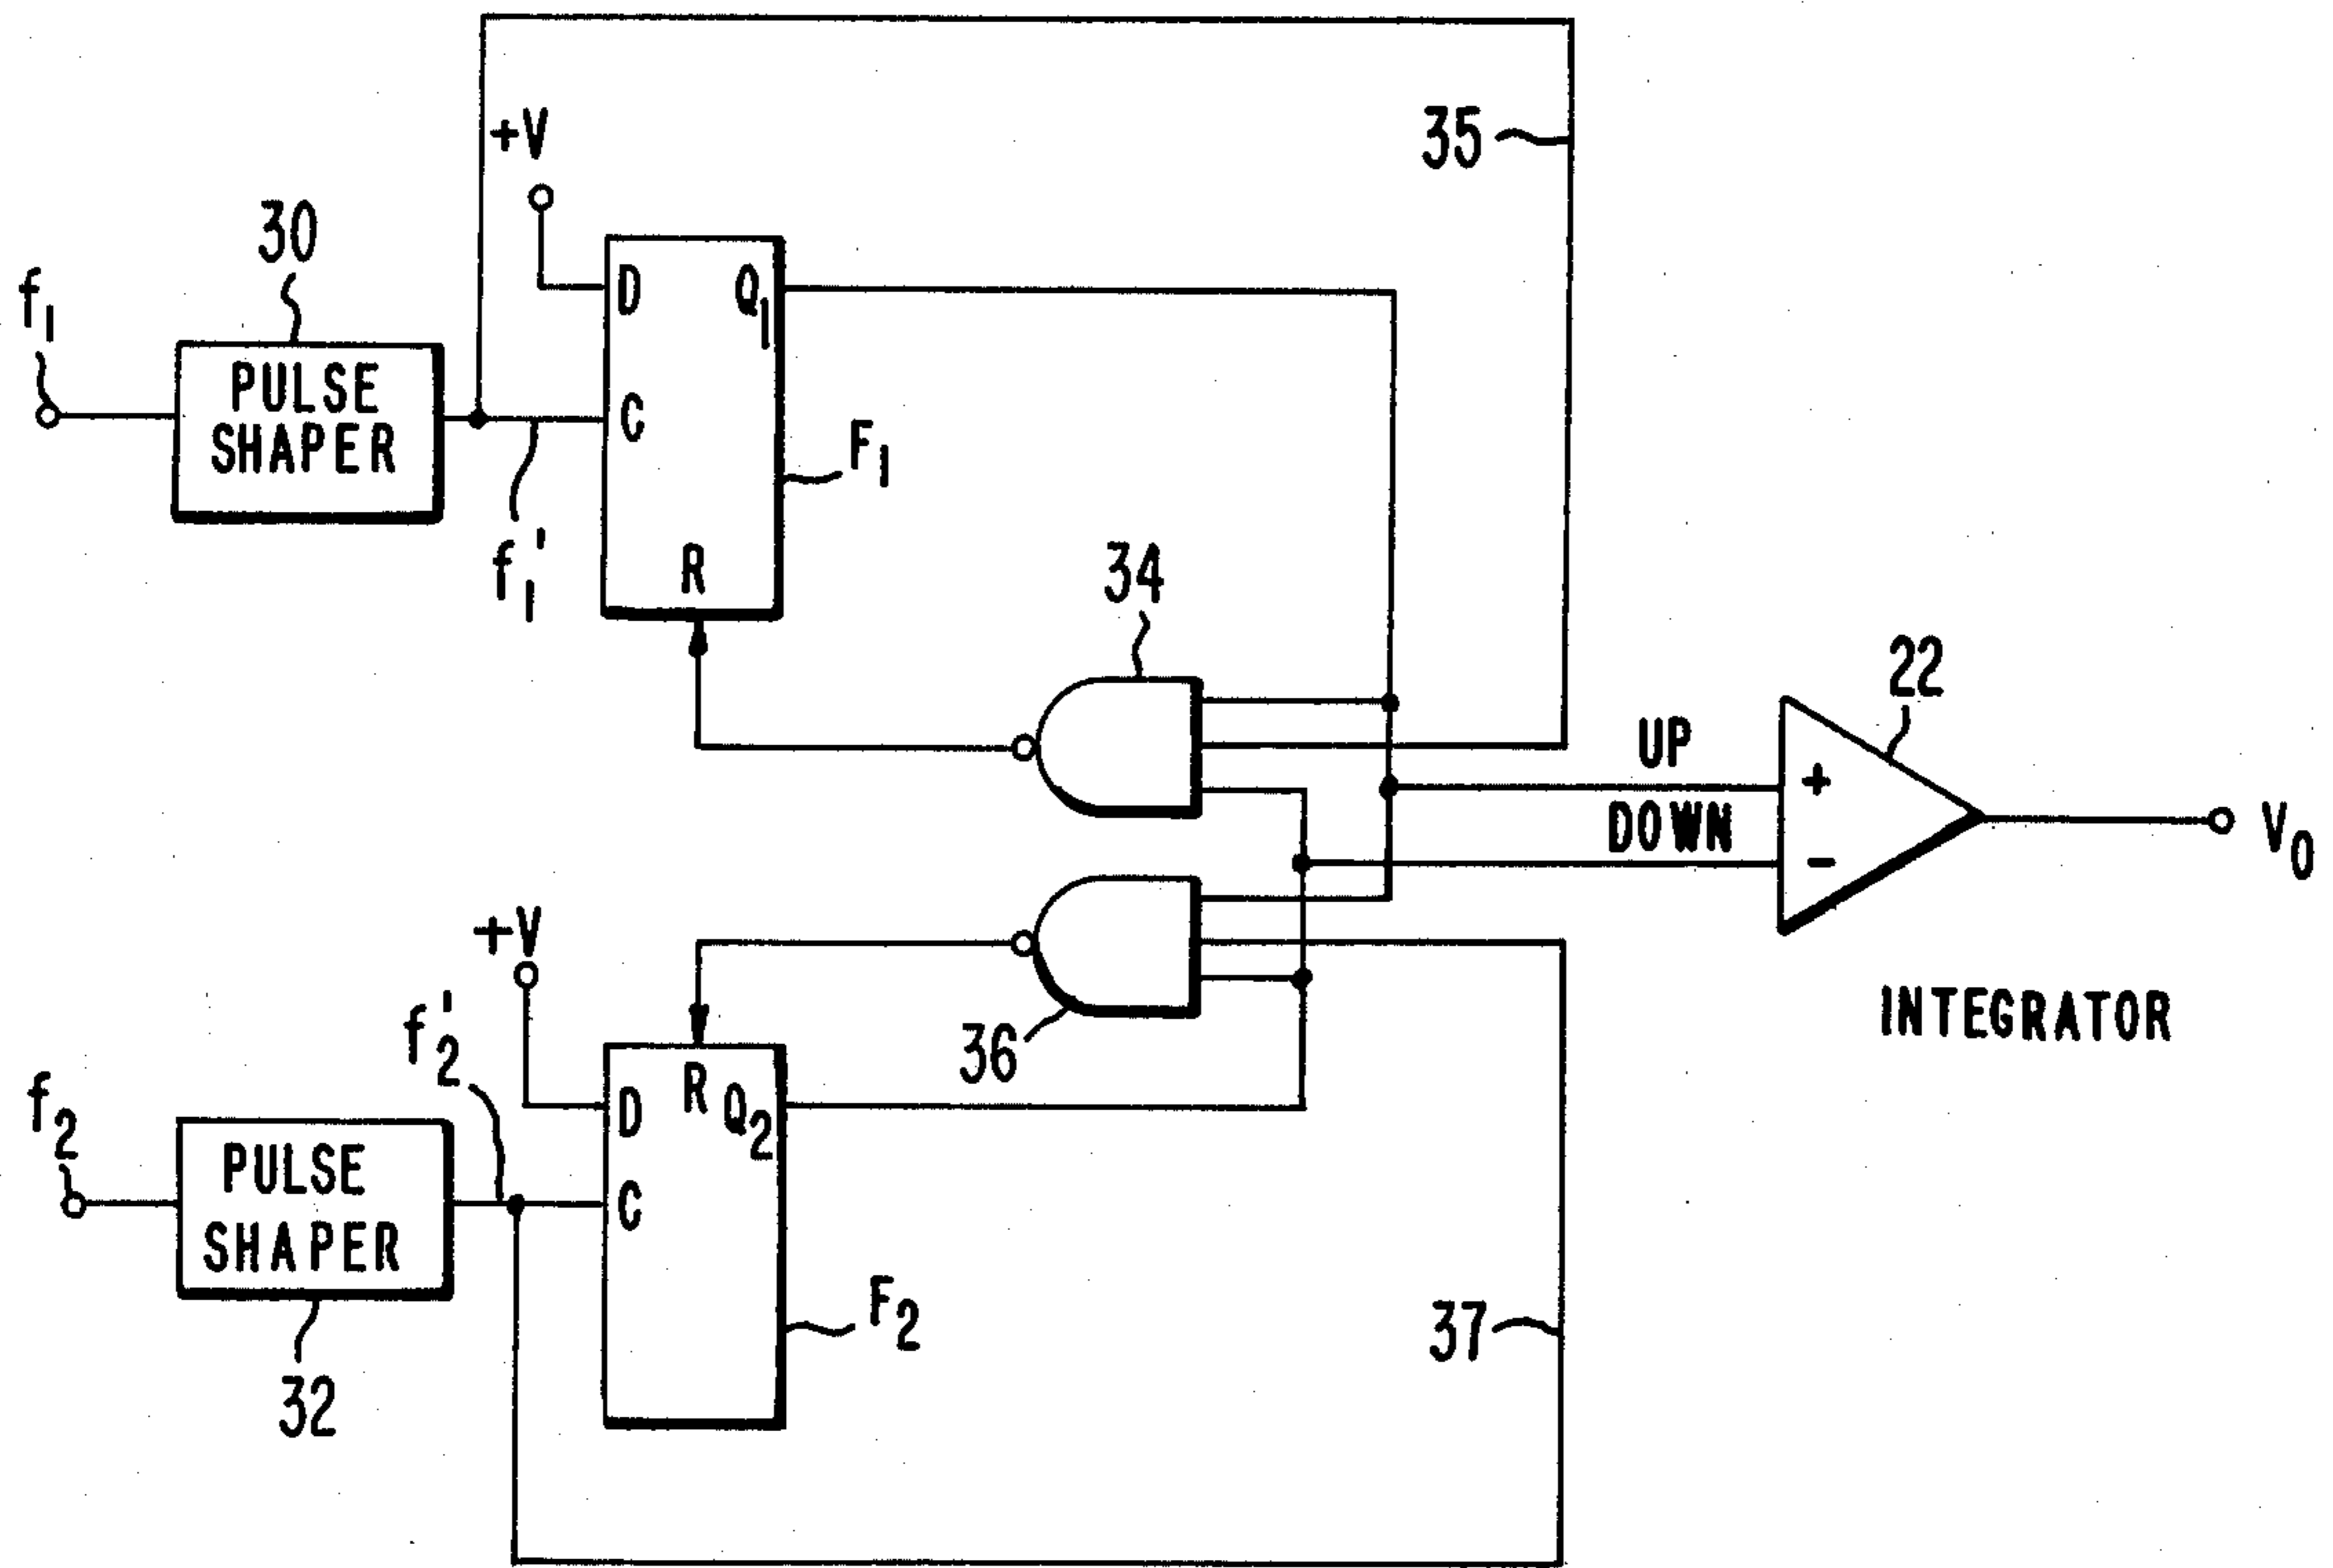 35
+V
30
f1
D
Q1
PULSE
SHAPER
C
F1
f1'
R
34
22
UP
+
DOWN
-
V0
+V
36
INTEGRATOR
f2'
f2
R
D
Q2
PULSE
SHAPER
C
F2
37
32